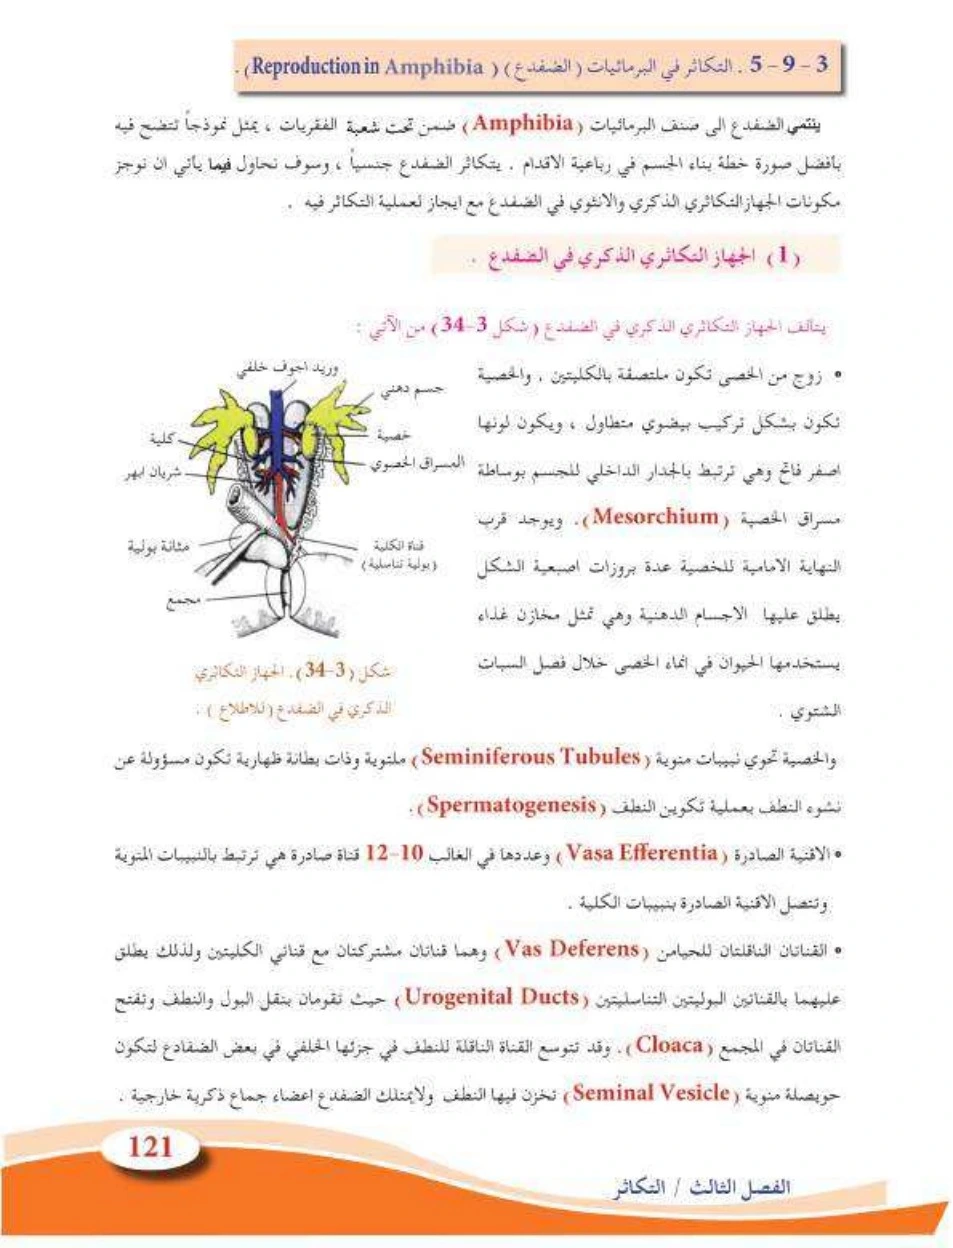 3 – 9 – 5 . التكاثر في البرمائيات ( الضفدع ) ( Reproduction in Amphibia ) .
ينتمي الضفدع الى صنف البرمائيات ( Amphibia ) ضمن تحت شعبة الفقريات ، يمثل نموذجاً تتضح فيه
بأفضل صورة خطة بناء الجسم في رباعية الاقدام . يتكاثر الضفدع جنسياً ، وسوف نحاول فيما يأتي ان نوجز
مكونات الجهازالتكاثري الذكري والانثوي في الضفدع مع ايجاز لعملية التكاثر فيه .
( 1 ) الجهاز التكاثري الذكري في الضفدع .
يتألف الجهاز التكاثري الذكري في الضفدع ( شكل 3-34 ) من الآتي :
• زوج من الخصى تكون ملتصقة بالكليتين . والخصية
تكون بشكل تركيب بيضوي متطاول ، ويكون لونها
اصفر فاتح وهي ترتبط بالجدار الداخلي للجسم بوساطة
مسراق الخصية ( Mesorchium ) . ويوجد قرب
النهاية الامامية للخصية عدة بروزات اصبعية الشكل
يطلق عليها الاجسام الدهنية وهي تمثل مخازن غذاء
يستخدمها الحيوان في انماء الخصى خلال فصل السبات
الشتوي .
وريد اجوف خلفي
جسم دهني
خصية
كلية
المسراق الخصوي
شريان ابهر
قناة الكلية
( بولية تناسلية )
مثانة بولية
مجمع
شكل ( 3-34 ) . الجهاز التكاثري
الذكري في الضفدع ( للاطلاع ) .
والخصية تحوي نبيبات منوية ( Seminiferous Tubules ) ملتوية وذات بطانة ظهارية تكون مسؤولة عن
نشوء النطف بعملية تكوين النطف ( Spermatogenesis ) .
• الاقنية الصادرة ( Vasa Efferentia ) وعددها في الغالب 10-12 قناة صادرة هي ترتبط بالنبيبات المنوية
وتتصل الاقنية الصادرة بنبيبات الكلية .
• القناتان الناقلتان للحيامن ( Vas Deferens ) وهما قناتان مشتركتان مع قناتي الكليتين ولذلك يطلق
عليهما بالقناتين البوليتين التناسليتين ( Urogenital Ducts ) حيث تقومان بنقل البول والنطف وتفتح
القناتان في المجمع ( Cloaca ) . وقد تتوسع القناة الناقلة للنطف في جزئها الخلفي في بعض الضفادع لتكون
حويصلة منوية ( Seminal Vesicle ) تخزن فيها النطف ولايمتلك الضفدع اعضاء جماع ذكرية خارجية .
121
الفصل الثالث / التكاثر